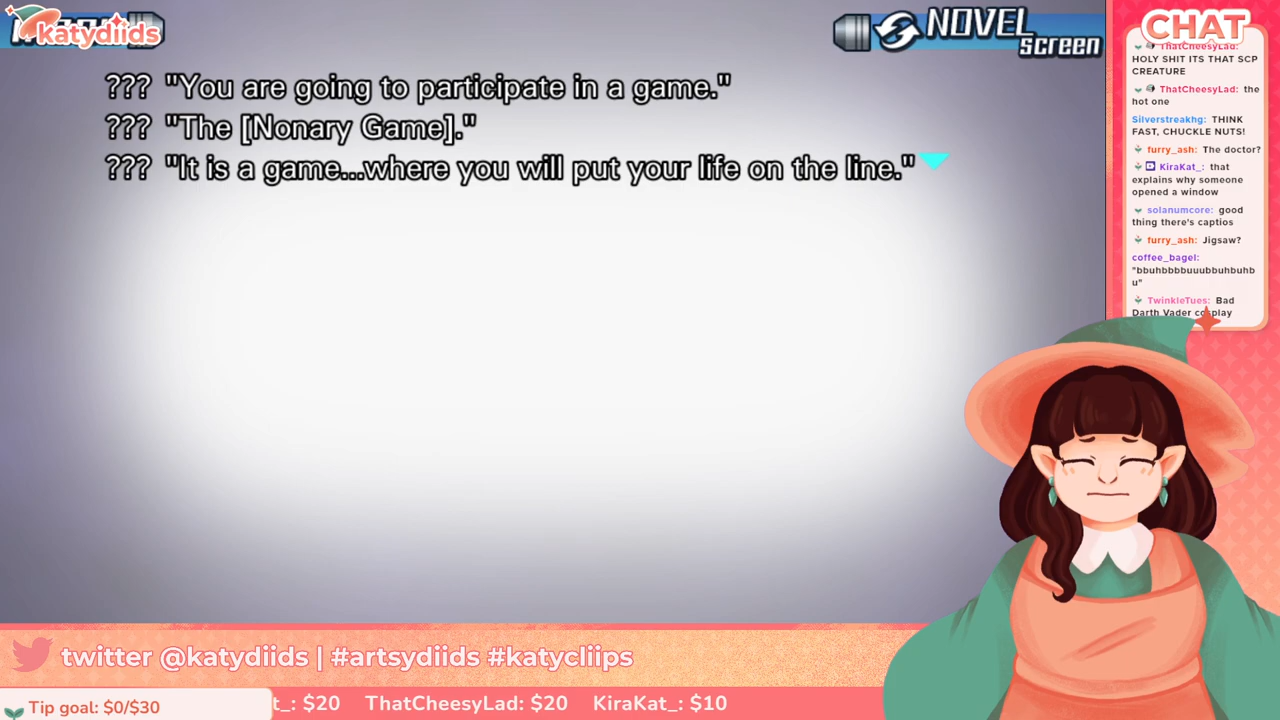 katydiids
NOVEL
Screen
??? "You are going to participate in a game."
??? "The [Nonary Game]."
??? "It is a game...where you will put your life on the line."
CHAT
ThatCheesyLad:
HOLY SHIT ITS THAT SCP
CREATURE
ThatCheesyLad: the
hot one
Silverstreakhg: THINK
FAST, CHUCKLE NUTS!
furry_ash: The doctor?
KiraKat_: that
explains why someone
opened a window
solanumcore: good
thing there's captios
furry_ash: Jigsaw?
coffee_bagel:
"bbuhbbbbuuubbuhbuhb
u"
TwinkleTues: Bad
Darth Vader cosplay
twitter @katydiids | #artsydiids #katycliips
Tip goal: $0/$30
t_: $20 ThatCheesyLad: $20 KiraKat_: $10